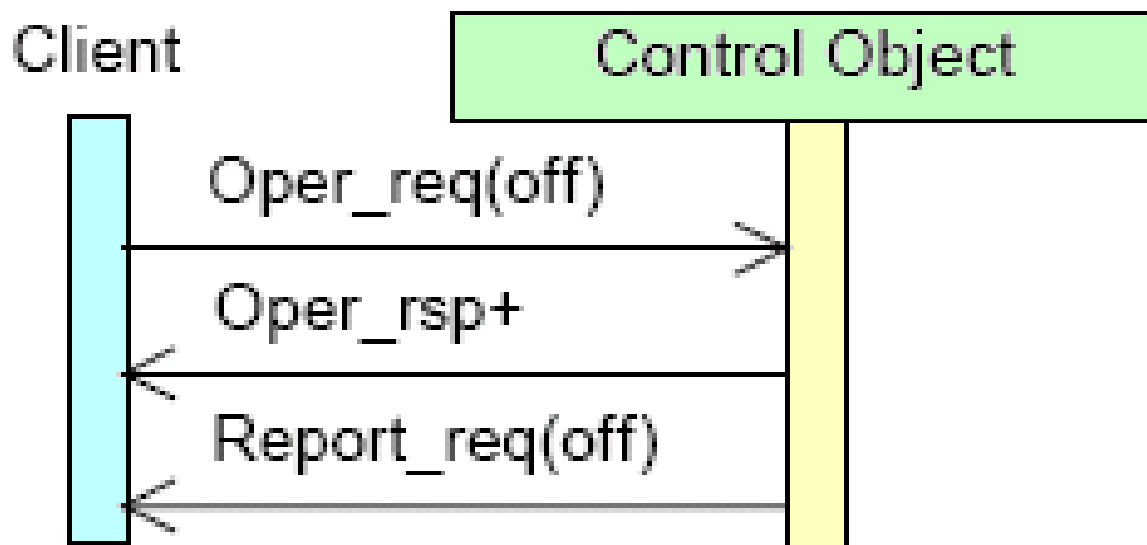 Client
Control Object
Oper_req(off)
Oper_rsp+
Report_req(off)